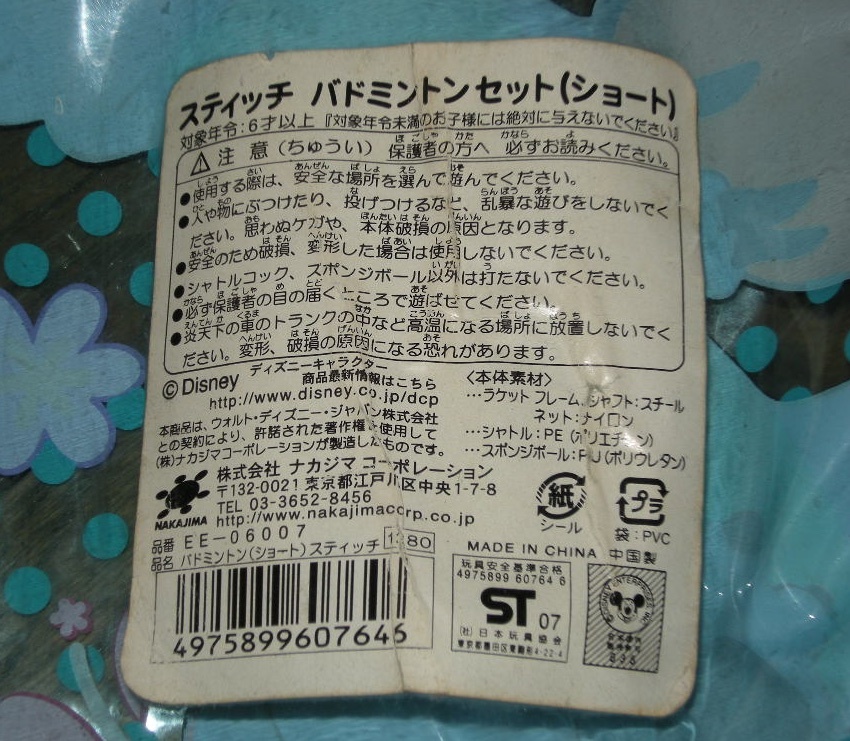 スティッチ バドミントンセット(ショート)
対象年令:6才以上 『対象年令未満のお子様には絶対に与えないでください』
注 意(ちゅうい) 保護者の方へ 必ずお読みください。
●使用する際は、安全な場所を選んで遊んでください。
●人や物にぶつけたり、投げつけるなど、乱暴な遊びをしないでく
ださい。思わぬケガや、本体破損の原因となります。
●安全のため破損、変形した場合は使用しないでください。
●シャトルコック、スポンジボール以外は打たないでください。
●必ず保護者の目の届くところで遊ばせてください。
●炎天下の車のトランクの中など高温になる場所に放置しないでく
ださい。変形、破損の原因になる恐れがあります。
©Disney
ディズニーキャラクター
商品最新情報はこちら
http://www.disney.co.jp/dcp
本商品は、ウォルト・ディズニー・ジャパン株式会社
との契約により、許諾された著作権を使用して
(株)ナカジマコーポレーションが製造したものです。
〈本体素材〉
…ラケット フレーム、シャフト:スチール
ネット:ナイロン
…シャトル:PE(ポリエチレン)
…スポンジボール:PU(ポリウレタン)
NAKAJIMA
株式会社 ナカジマコーポレーション
〒132-0021 東京都江戸川区中央1-7-8
TEL 03-3652-8456
http://www.nakajimacorp.co.jp
紙
シール
プラ
袋:PVC
品番 EE-06007
品名 バドミントン(ショート)スティッチ 1380
MADE IN CHINA 中国製
4975899607646
玩具安全基準合格
4975899 60764 6
ST 07
(社)日本玩具協会
東京都墨田区東駒形4-22-4